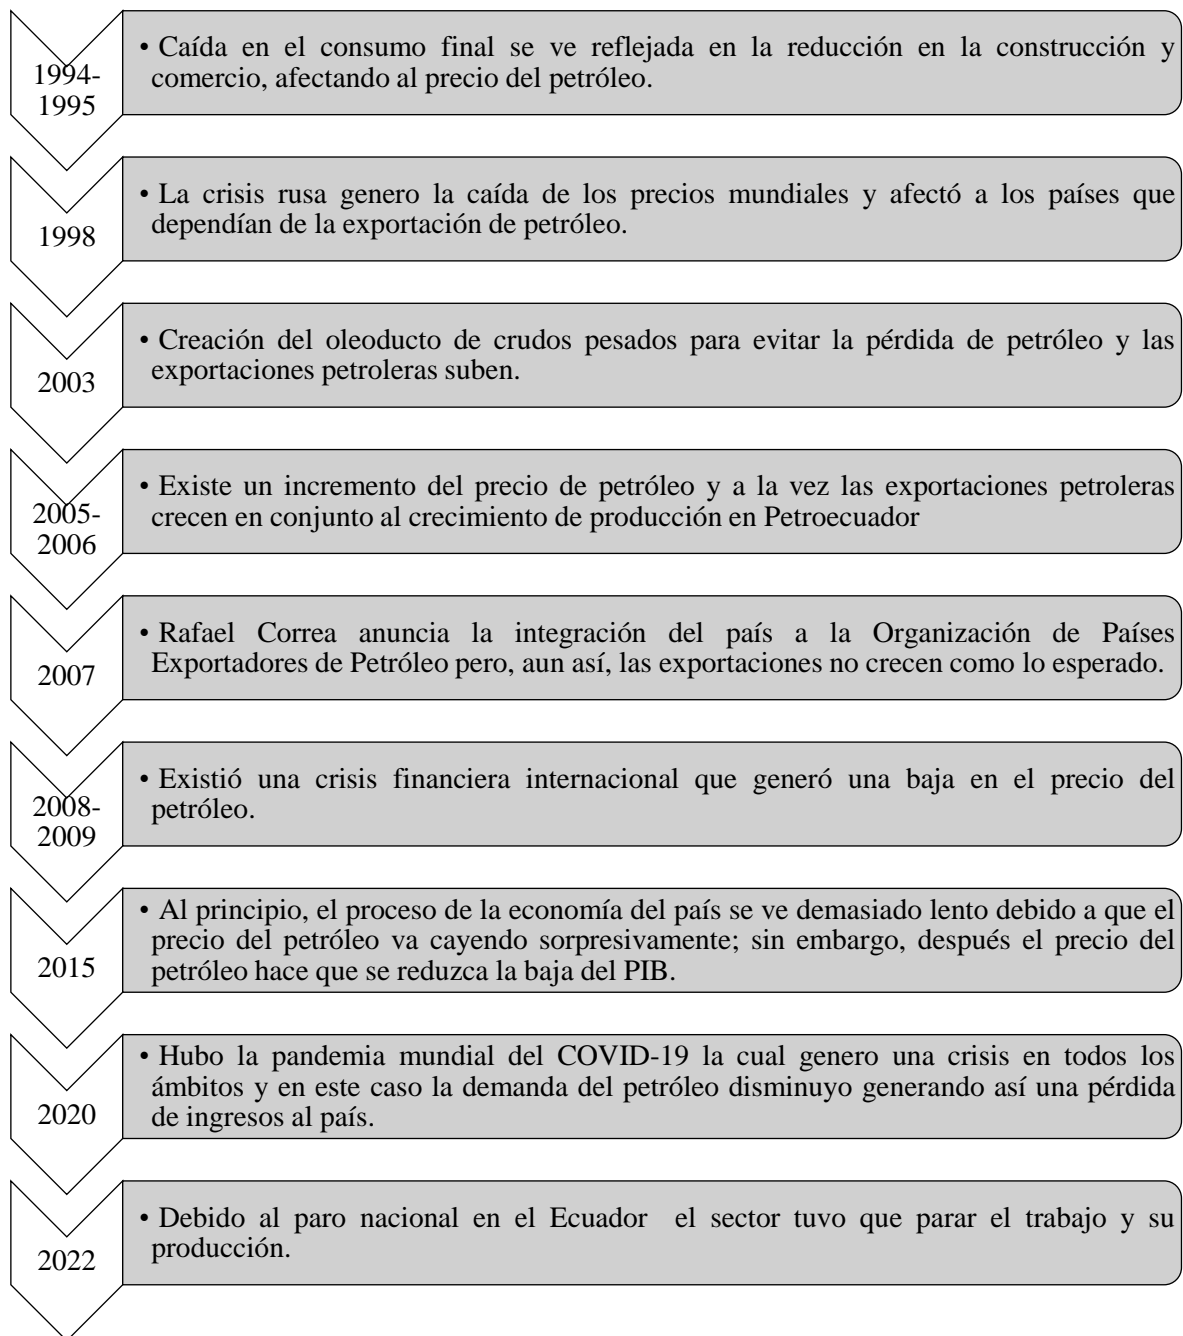 1994-
1995
• Caída en el consumo final se ve reflejada en la reducción en la construcción y
comercio, afectando al precio del petróleo.
1998
• La crisis rusa genero la caída de los precios mundiales y afectó a los países que
dependían de la exportación de petróleo.
2003
• Creación del oleoducto de crudos pesados para evitar la pérdida de petróleo y las
exportaciones petroleras suben.
2005-
2006
• Existe un incremento del precio de petróleo y a la vez las exportaciones petroleras
crecen en conjunto al crecimiento de producción en Petroecuador
2007
• Rafael Correa anuncia la integración del país a la Organización de Países
Exportadores de Petróleo pero, aun así, las exportaciones no crecen como lo esperado.
2008-
2009
• Existió una crisis financiera internacional que generó una baja en el precio del
petróleo.
2015
• Al principio, el proceso de la economía del país se ve demasiado lento debido a que el
precio del petróleo va cayendo sorpresivamente; sin embargo, después el precio del
petróleo hace que se reduzca la baja del PIB.
2020
• Hubo la pandemia mundial del COVID-19 la cual genero una crisis en todos los
ámbitos y en este caso la demanda del petróleo disminuyo generando así una pérdida
de ingresos al país.
2022
• Debido al paro nacional en el Ecuador el sector tuvo que parar el trabajo y su
producción.